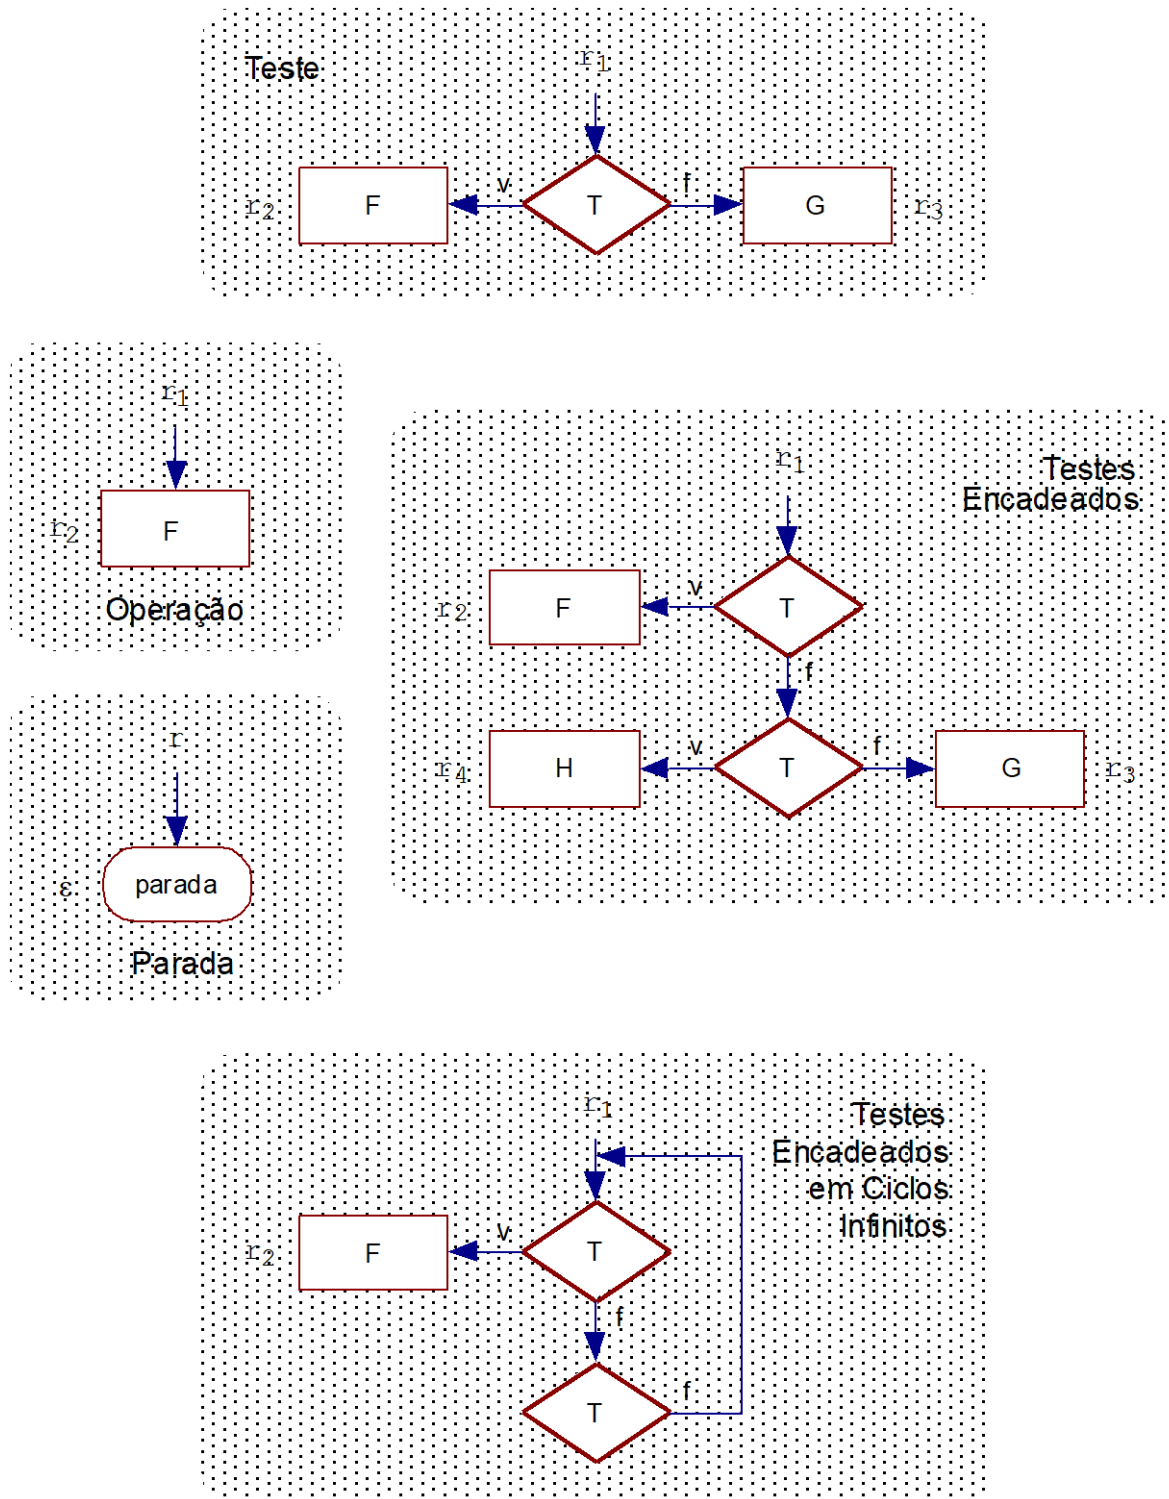 Teste
r1
v
f
r2
F
T
G
r3
r1
r2
F
Operação
r1
Testes
Encadeados
v
r2
F
T
f
v
f
r4
H
T
G
r3
r
ε
parada
Parada
r1
Testes
Encadeados
em Ciclos
Infinitos
v
r2
F
T
f
f
T